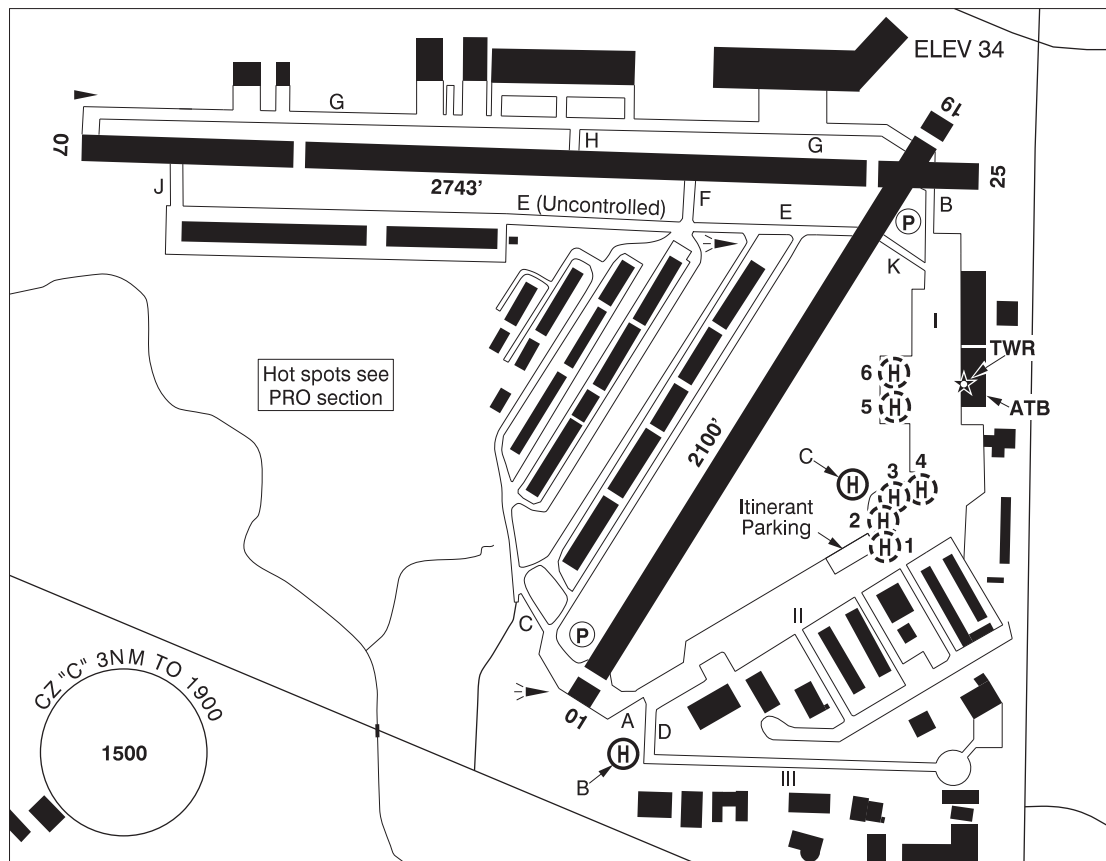 ELEV 34
19
G
07
H
G
25
2743'
J
F
B
E (Uncontrolled)
E
P
K
I
TWR
Hot spots see
PRO section
6 H
5 H
ATB
2100'
C
H
3
4
H
H
Itinerant
Parking
2 H
H 1
II
C
P
CZ "C" 3NM TO 1900
1500
01
A
D
H
B
III